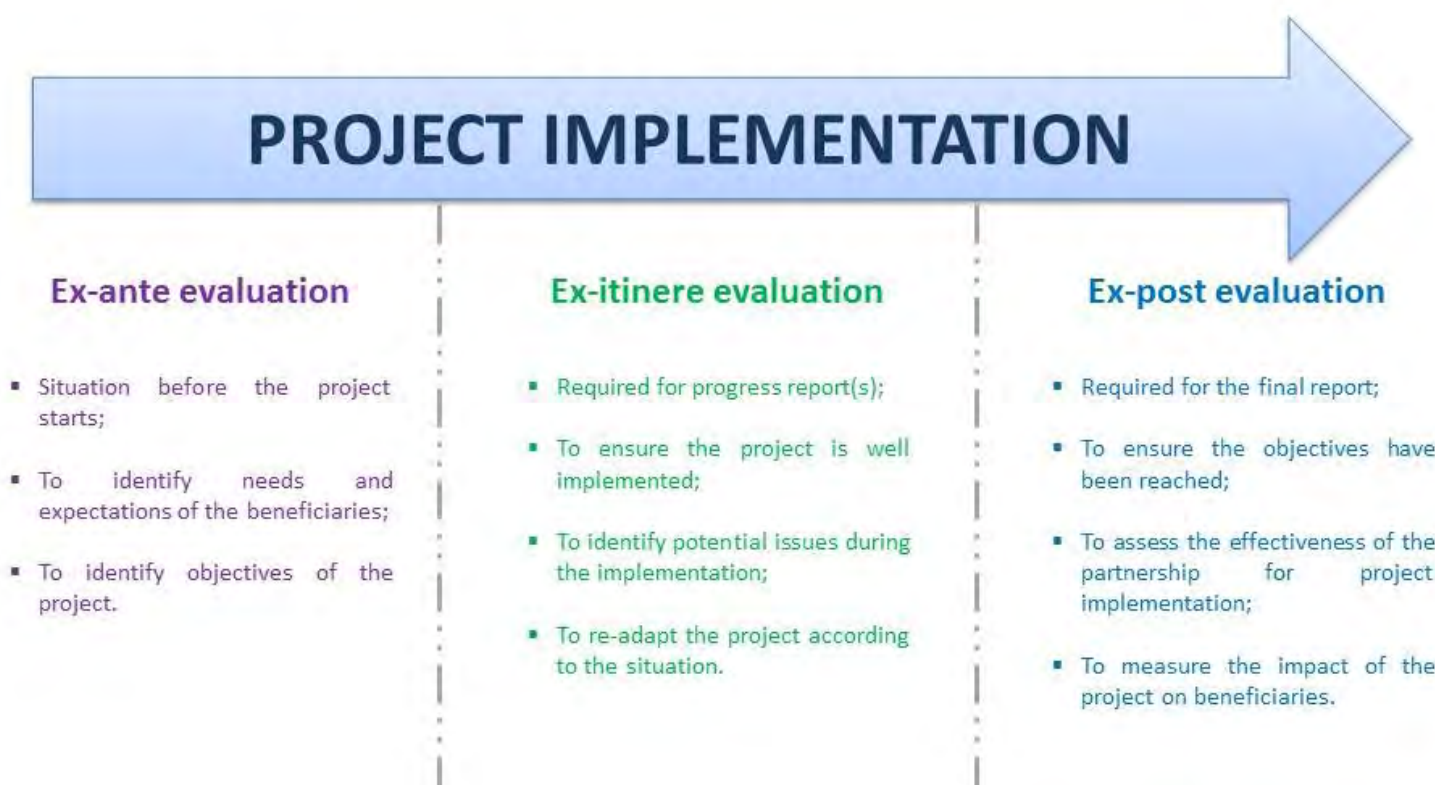 PROJECT IMPLEMENTATION
Ex-ante evaluation
▪ Situation before the project
starts;
▪ To identify needs and
expectations of the beneficiaries;
▪ To identify objectives of the
project.
Ex-itinere evaluation
▪ Required for progress report(s);
▪ To ensure the project is well
implemented;
▪ To identify potential issues during
the implementation;
▪ To re-adapt the project according
to the situation.
Ex-post evaluation
▪ Required for the final report;
▪ To ensure the objectives have
been reached;
▪ To assess the effectiveness of the
partnership for project
implementation;
▪ To measure the impact of the
project on beneficiaries.